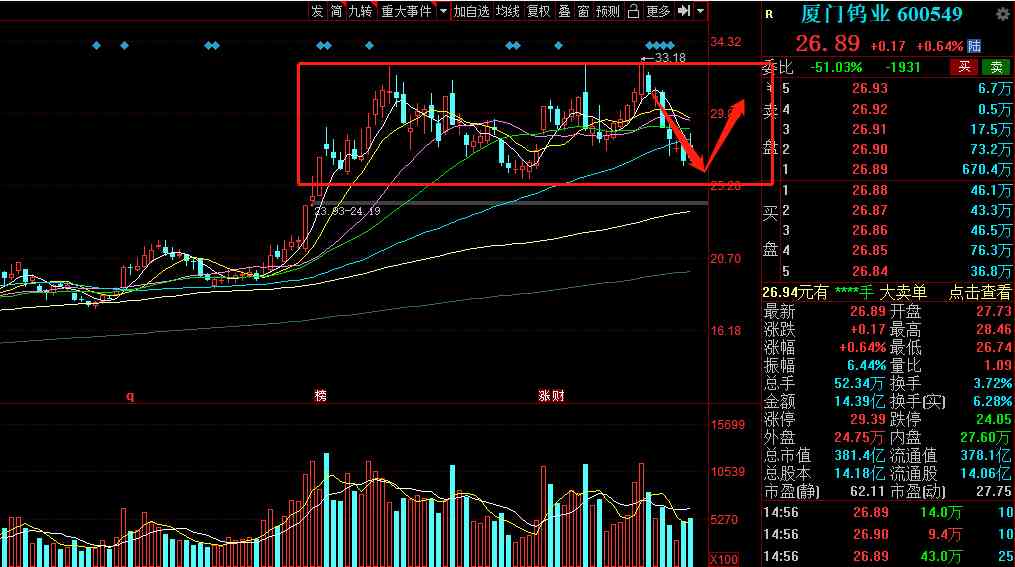 发 简 九转 重大事件 加自选 均线 复权 叠 窗 预测 更多
R 厦门钨业 600549
26.89 +0.17 +0.64% 陆
委比 -51.03% -1931 买 卖
卖盘
5 26.93 6.7万
4 26.92 0.5万
3 26.91 17.5万
2 26.90 73.2万
1 26.89 670.4万
买盘
1 26.88 46.1万
2 26.87 43.3万
3 26.86 46.5万
4 26.85 76.3万
5 26.84 36.8万
26.94元有 ****手 大卖单 点击查看
最新 26.89 开盘 27.73
涨跌 +0.17 最高 28.46
涨幅 +0.64% 最低 26.74
振幅 6.44% 量比 1.09
总手 52.34万 换手 3.72%
金额 14.39亿 换手(实) 6.28%
涨停 29.39 跌停 24.05
外盘 24.75万 内盘 27.60万
总市值 381.4亿 流通值 378.1亿
总股本 14.18亿 流通股 14.06亿
市盈(静) 62.11 市盈(动) 27.75
14:56 26.89 14.0万 10
14:56 26.90 9.4万 10
14:56 26.89 43.0万 25
34.32
33.18
25.20
23.93-24.19
20.70
16.18
q 榜 涨 财
15699
10539
5270
X100